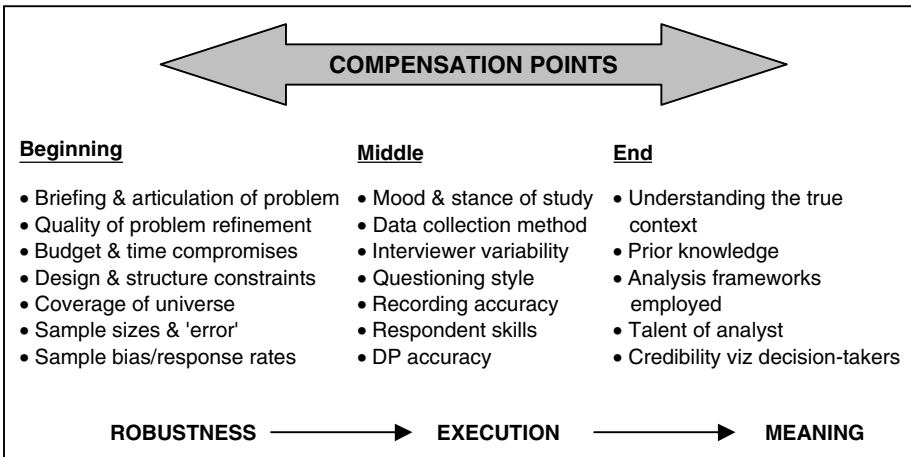 COMPENSATION POINTS
Beginning
• Briefing & articulation of problem
• Quality of problem refinement
• Budget & time compromises
• Design & structure constraints
• Coverage of universe
• Sample sizes & 'error'
• Sample bias/response rates
Middle
• Mood & stance of study
• Data collection method
• Interviewer variability
• Questioning style
• Recording accuracy
• Respondent skills
• DP accuracy
End
• Understanding the true
context
• Prior knowledge
• Analysis frameworks
employed
• Talent of analyst
• Credibility viz decision-takers
ROBUSTNESS EXECUTION MEANING